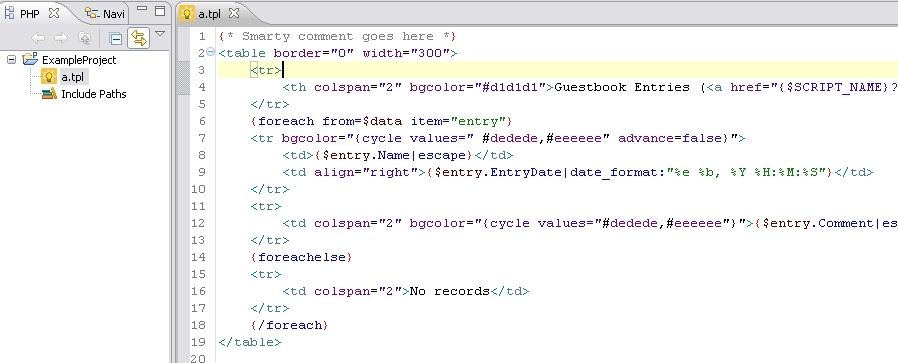 PHP
Navi
ExampleProject
a.tpl
Include Paths
a.tpl
1 {* Smarty comment goes here *}
2 <table border="0" width="300">
3 <tr>
4 <th colspan="2" bgcolor="#d1d1d1">Guestbook Entries (<a href="{$SCRIPT_NAME}?
5 </tr>
6 {foreach from=$data item="entry"}
7 <tr bgcolor="{cycle values=" #dedede,#eeeeee" advance=false}">
8 <td>{$entry.Name|escape}</td>
9 <td align="right">{$entry.EntryDate|date_format:"%e %b, %Y %H:%M:%S"}</td>
10 </tr>
11 <tr>
12 <td colspan="2" bgcolor="{cycle values="#dedede,#eeeeee"}">{$entry.Comment|es
13 </tr>
14 {foreachelse}
15 <tr>
16 <td colspan="2">No records</td>
17 </tr>
18 {/foreach}
19 </table>
20